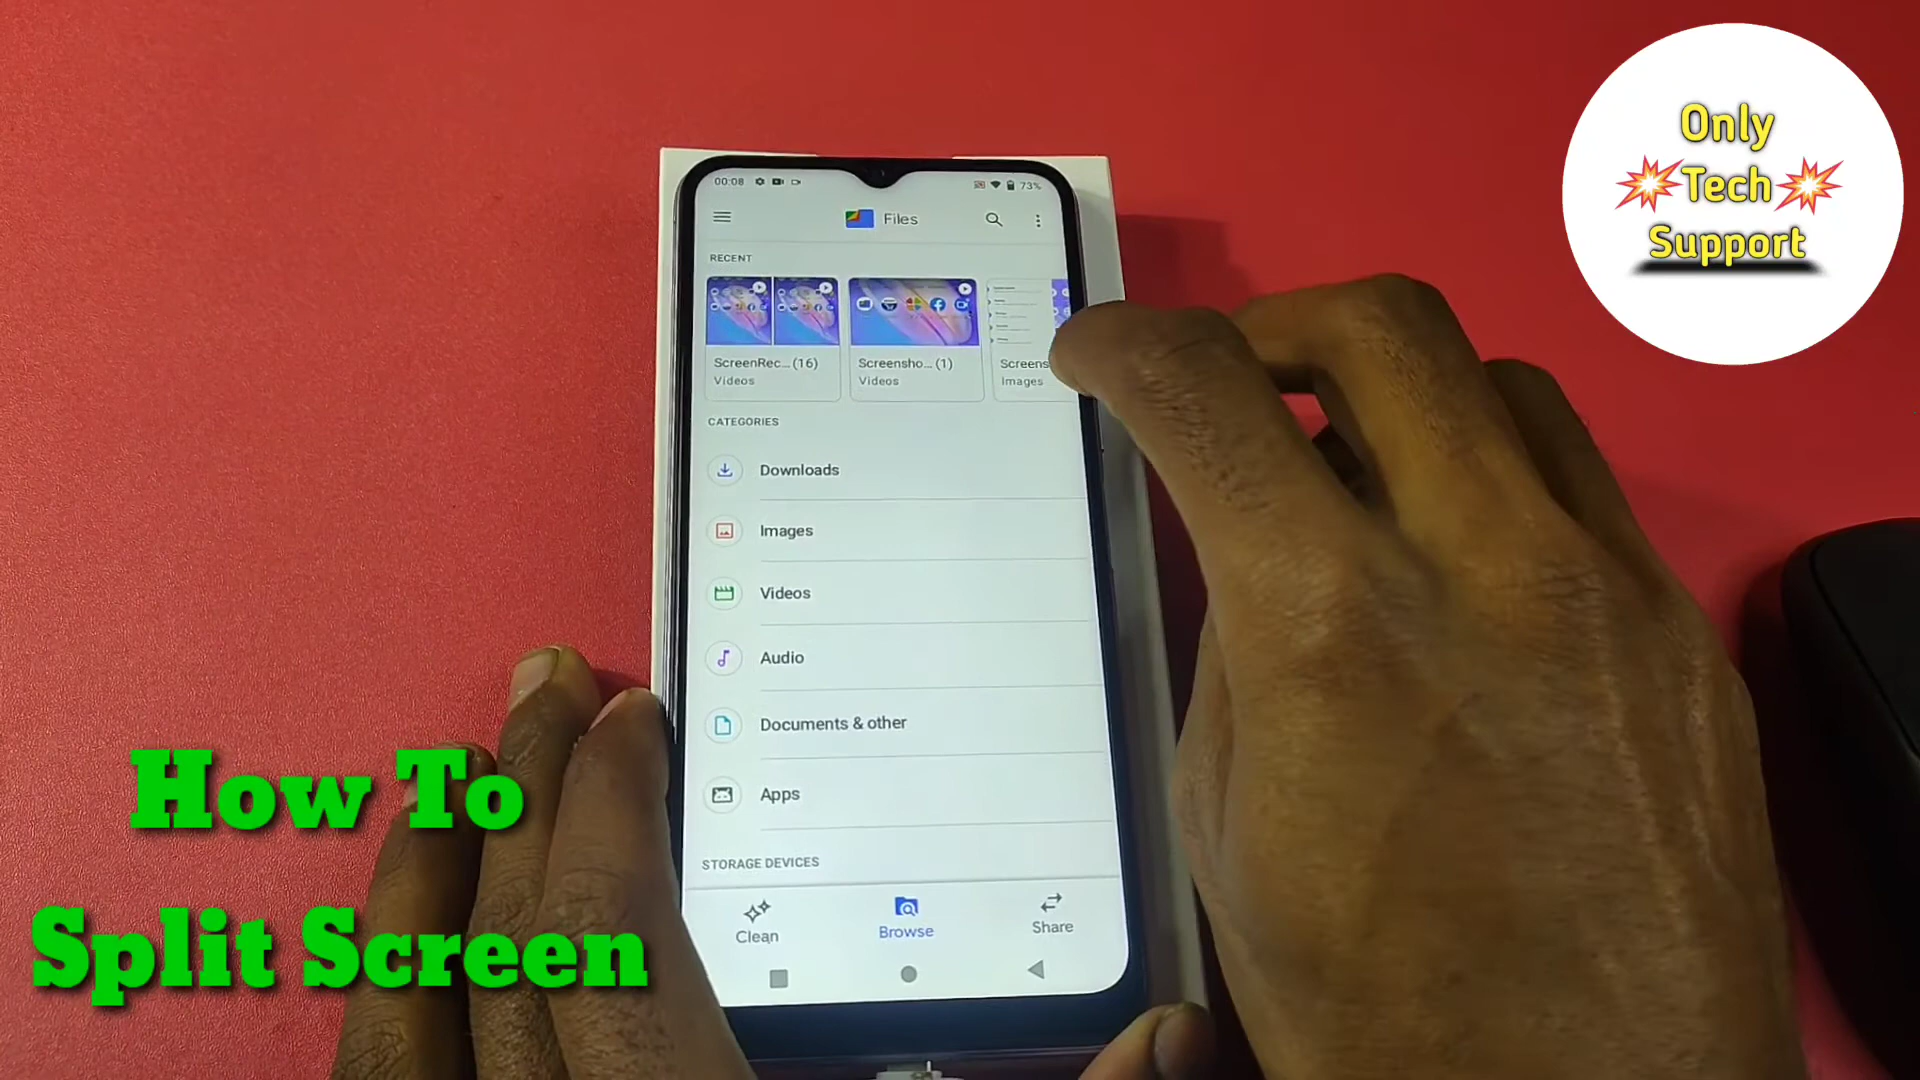 Only
Tech
Support
00:08
73%
Files
RECENT
ScreenRec... (16)
Videos
Screensho... (1)
Videos
Screens
Images
CATEGORIES
Downloads
Images
Videos
Audio
Documents & other
Apps
STORAGE DEVICES
Clean
Browse
Share
How To
Split Screen